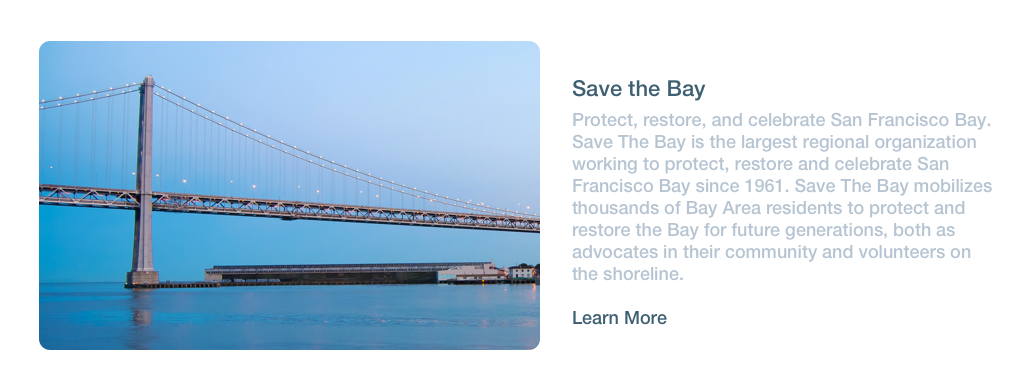 Save the Bay
Protect, restore, and celebrate San Francisco Bay.
Save The Bay is the largest regional organization
working to protect, restore and celebrate San
Francisco Bay since 1961. Save The Bay mobilizes
thousands of Bay Area residents to protect and
restore the Bay for future generations, both as
advocates in their community and volunteers on
the shoreline.
Learn More